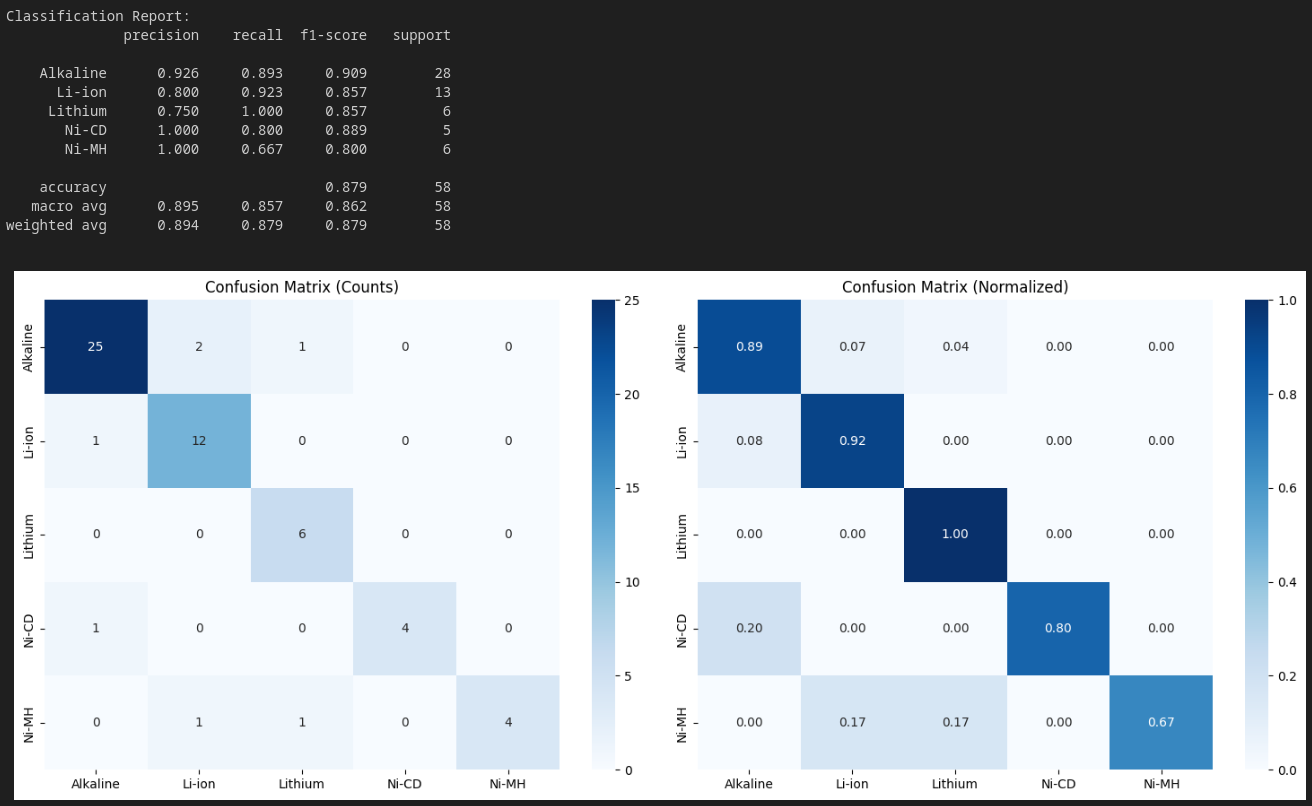 Classification Report:
precision recall f1-score support
Alkaline 0.926 0.893 0.909 28
Li-ion 0.800 0.923 0.857 13
Lithium 0.750 1.000 0.857 6
Ni-CD 1.000 0.800 0.889 5
Ni-MH 1.000 0.667 0.800 6
accuracy 0.879 58
macro avg 0.895 0.857 0.862 58
weighted avg 0.894 0.879 0.879 58
Confusion Matrix (Counts)
Alkaline 25 2 1 0 0
Li-ion 1 12 0 0 0
Lithium 0 0 6 0 0
Ni-CD 1 0 0 4 0
Ni-MH 0 1 1 0 4
Alkaline Li-ion Lithium Ni-CD Ni-MH
25
20
15
10
5
0
Confusion Matrix (Normalized)
Alkaline 0.89 0.07 0.04 0.00 0.00
Li-ion 0.08 0.92 0.00 0.00 0.00
Lithium 0.00 0.00 1.00 0.00 0.00
Ni-CD 0.20 0.00 0.00 0.80 0.00
Ni-MH 0.00 0.17 0.17 0.00 0.67
Alkaline Li-ion Lithium Ni-CD Ni-MH
1.0
0.8
0.6
0.4
0.2
0.0